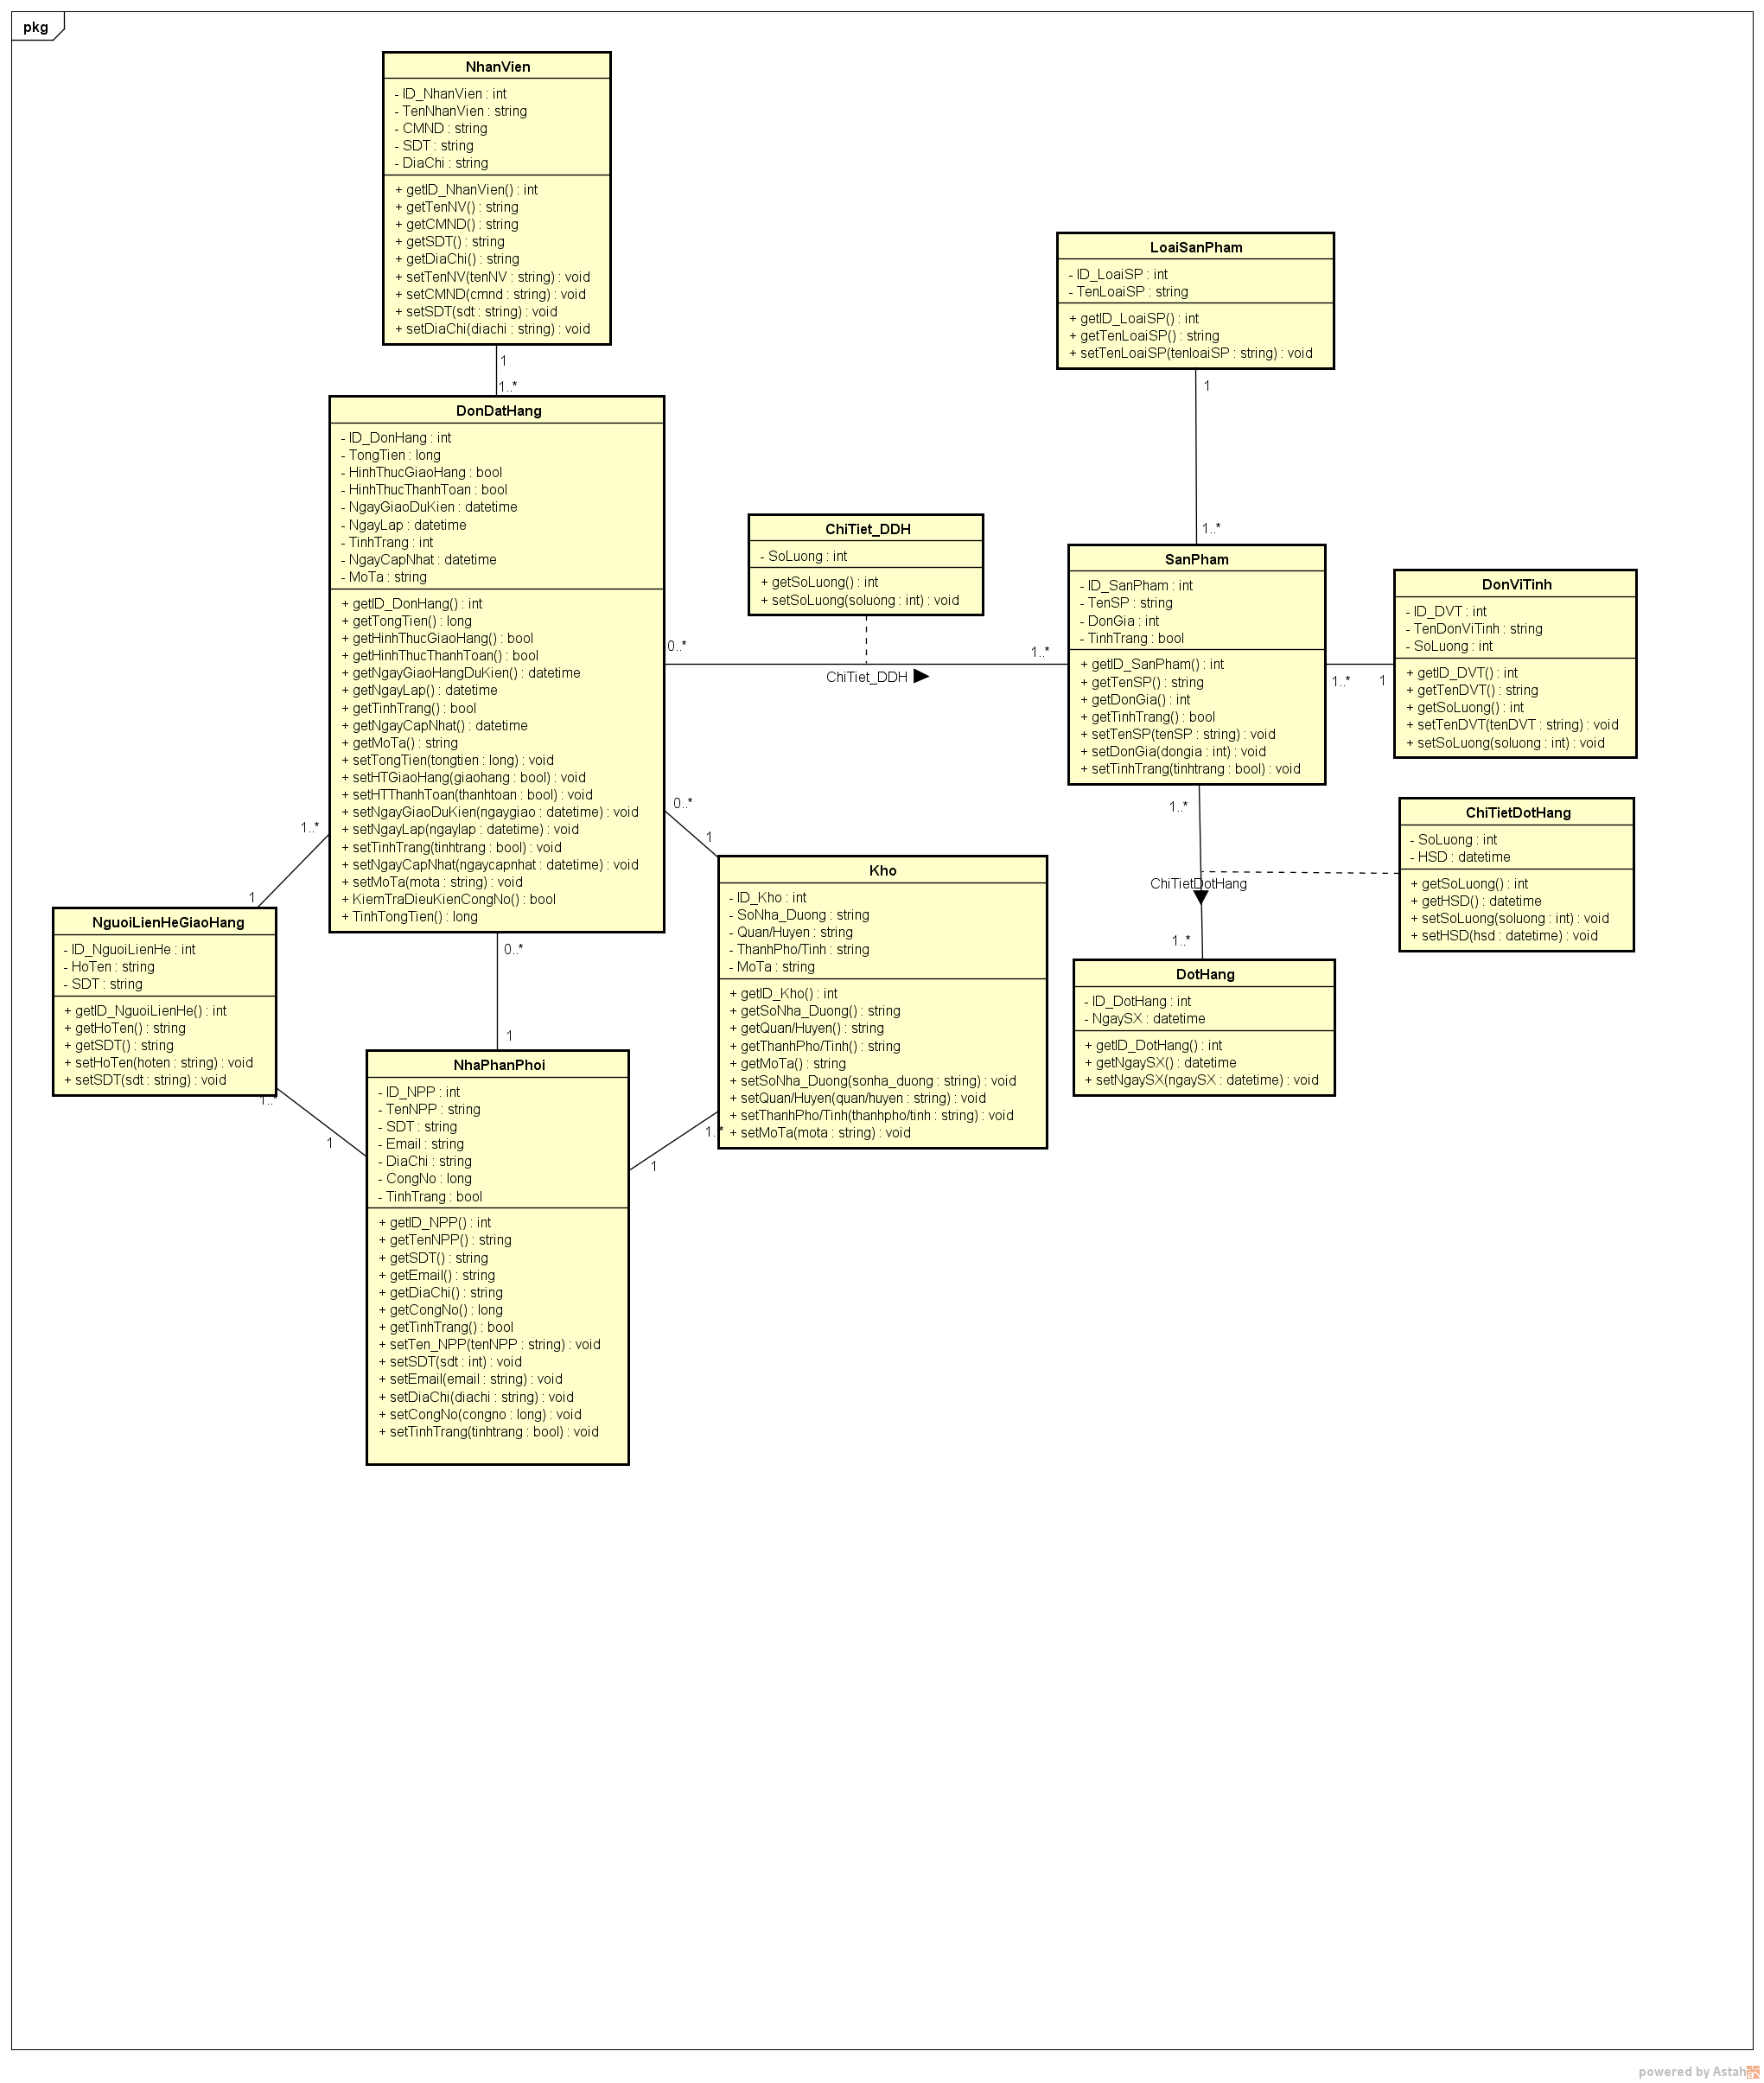 pkg
NhanVien
- ID_NhanVien : int
- TenNhanVien : string
- CMND : string
- SDT : string
- DiaChi : string
+ getID_NhanVien() : int
+ getTenNV() : string
+ getCMND() : string
+ getSDT() : string
+ getDiaChi() : string
+ setTenNV(tenNV : string) : void
+ setCMND(cmnd : string) : void
+ setSDT(sdt : string) : void
+ setDiaChi(diachi : string) : void
1
1..*
LoaiSanPham
- ID_LoaiSP : int
- TenLoaiSP : string
+ getID_LoaiSP() : int
+ getTenLoaiSP() : string
+ setTenLoaiSP(tenloaiSP : string) : void
1
1..*
DonDatHang
- ID_DonHang : int
- TongTien : long
- HinhThucGiaoHang : bool
- HinhThucThanhToan : bool
- NgayGiaoDuKien : datetime
- NgayLap : datetime
- TinhTrang : int
- NgayCapNhat : datetime
- MoTa : string
+ getID_DonHang() : int
+ getTongTien() : long
+ getHinhThucGiaoHang() : bool
+ getHinhThucThanhToan() : bool
+ getNgayGiaoHangDuKien() : datetime
+ getNgayLap() : datetime
+ getTinhTrang() : bool
+ getNgayCapNhat() : datetime
+ getMoTa() : string
+ setTongTien(tongtien : long) : void
+ setHTGiaoHang(giaohang : bool) : void
+ setHTThanhToan(thanhtoan : bool) : void
+ setNgayGiaoDuKien(ngaygiao : datetime) : void
+ setNgayLap(ngaylap : datetime) : void
+ setTinhTrang(tinhtrang : bool) : void
+ setNgayCapNhat(ngaycapnhat : datetime) : void
+ setMoTa(mota : string) : void
+ KiemTraDieuKienCongNo() : bool
+ TinhTongTien() : long
ChiTiet_DDH
- SoLuong : int
+ getSoLuong() : int
+ setSoLuong(soluong : int) : void
0..*
1..*
ChiTiet_DDH
SanPham
- ID_SanPham : int
- TenSP : string
- DonGia : int
- TinhTrang : bool
+ getID_SanPham() : int
+ getTenSP() : string
+ getDonGia() : int
+ getTinhTrang() : bool
+ setTenSP(tenSP : string) : void
+ setDonGia(dongia : int) : void
+ setTinhTrang(tinhtrang : bool) : void
1..*
1
DonViTinh
- ID_DVT : int
- TenDonViTinh : string
- SoLuong : int
+ getID_DVT() : int
+ getTenDVT() : string
+ getSoLuong() : int
+ setTenDVT(tenDVT : string) : void
+ setSoLuong(soluong : int) : void
1..*
ChiTietDotHang
1..*
ChiTietDotHang
- SoLuong : int
- HSD : datetime
+ getSoLuong() : int
+ getHSD() : datetime
+ setSoLuong(soluong : int) : void
+ setHSD(hsd : datetime) : void
DotHang
- ID_DotHang : int
- NgaySX : datetime
+ getID_DotHang() : int
+ getNgaySX() : datetime
+ setNgaySX(ngaySX : datetime) : void
0..*
1
Kho
- ID_Kho : int
- SoNha_Duong : string
- Quan/Huyen : string
- ThanhPho/Tinh : string
- MoTa : string
+ getID_Kho() : int
+ getSoNha_Duong() : string
+ getQuan/Huyen() : string
+ getThanhPho/Tinh() : string
+ getMoTa() : string
+ setSoNha_Duong(sonha_duong : string) : void
+ setQuan/Huyen(quan/huyen : string) : void
+ setThanhPho/Tinh(thanhpho/tinh : string) : void
+ setMoTa(mota : string) : void
1..*
1
1..*
1
NguoiLienHeGiaoHang
- ID_NguoiLienHe : int
- HoTen : string
- SDT : string
+ getID_NguoiLienHe() : int
+ getHoTen() : string
+ getSDT() : string
+ setHoTen(hoten : string) : void
+ setSDT(sdt : string) : void
1..*
1
0..*
1
NhaPhanPhoi
- ID_NPP : int
- TenNPP : string
- SDT : string
- Email : string
- DiaChi : string
- CongNo : long
- TinhTrang : bool
+ getID_NPP() : int
+ getTenNPP() : string
+ getSDT() : string
+ getEmail() : string
+ getDiaChi() : string
+ getCongNo() : long
+ getTinhTrang() : bool
+ setTen_NPP(tenNPP : string) : void
+ setSDT(sdt : int) : void
+ setEmail(email : string) : void
+ setDiaChi(diachi : string) : void
+ setCongNo(congno : long) : void
+ setTinhTrang(tinhtrang : bool) : void
powered by Astah